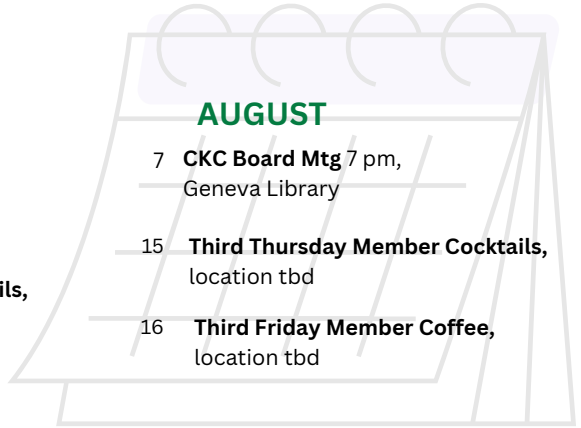 AUGUST
7 CKC Board Mtg 7 pm,
Geneva Library
15 Third Thursday Member Cocktails,
ils,
location tbd
16 Third Friday Member Coffee,
location tbd